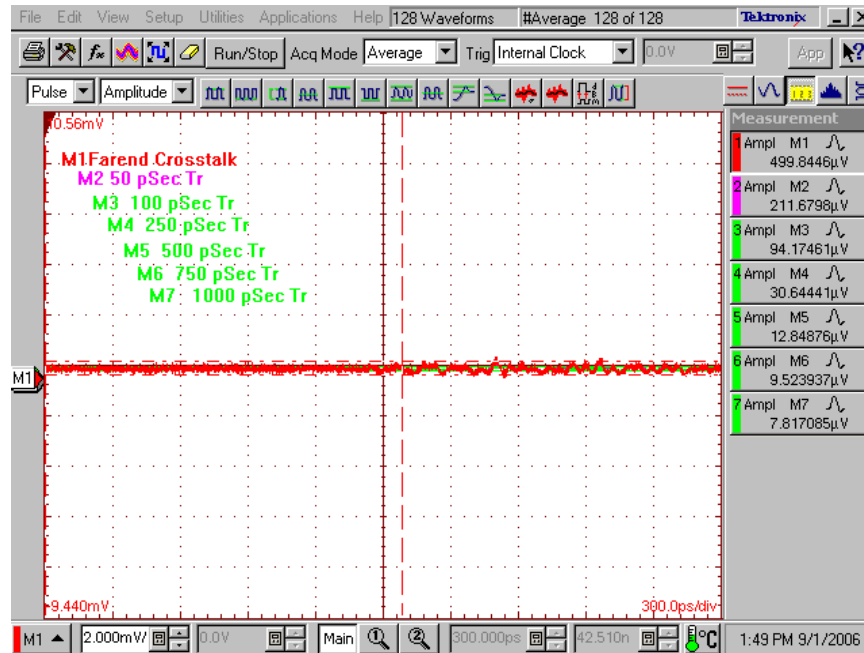 File Edit View Setup Utilities Applications Help 128 Waveforms #Average 128 of 128 Tektronix
Run/Stop Acq Mode Average Trig Internal Clock 0.0V App
Pulse Amplitude
10.56mV
M1Farend Crosstalk
M2 50 pSec Tr
M3 100 pSec Tr
M4 250 pSec Tr
M5 500 pSec Tr
M6 750 pSec Tr
M7 1000 pSec Tr
M1
-9.440mV
300.0ps/div
Measurement
1 Ampl M1
499.8446µV
2 Ampl M2
211.6798µV
3 Ampl M3
94.17461µV
4 Ampl M4
30.64441µV
5 Ampl M5
12.84876µV
6 Ampl M6
9.523937µV
7 Ampl M7
7.817085µV
M1 2.000mV/ 0.0V Main 1 2 300.000ps 42.510n °C 1:49 PM 9/1/2006